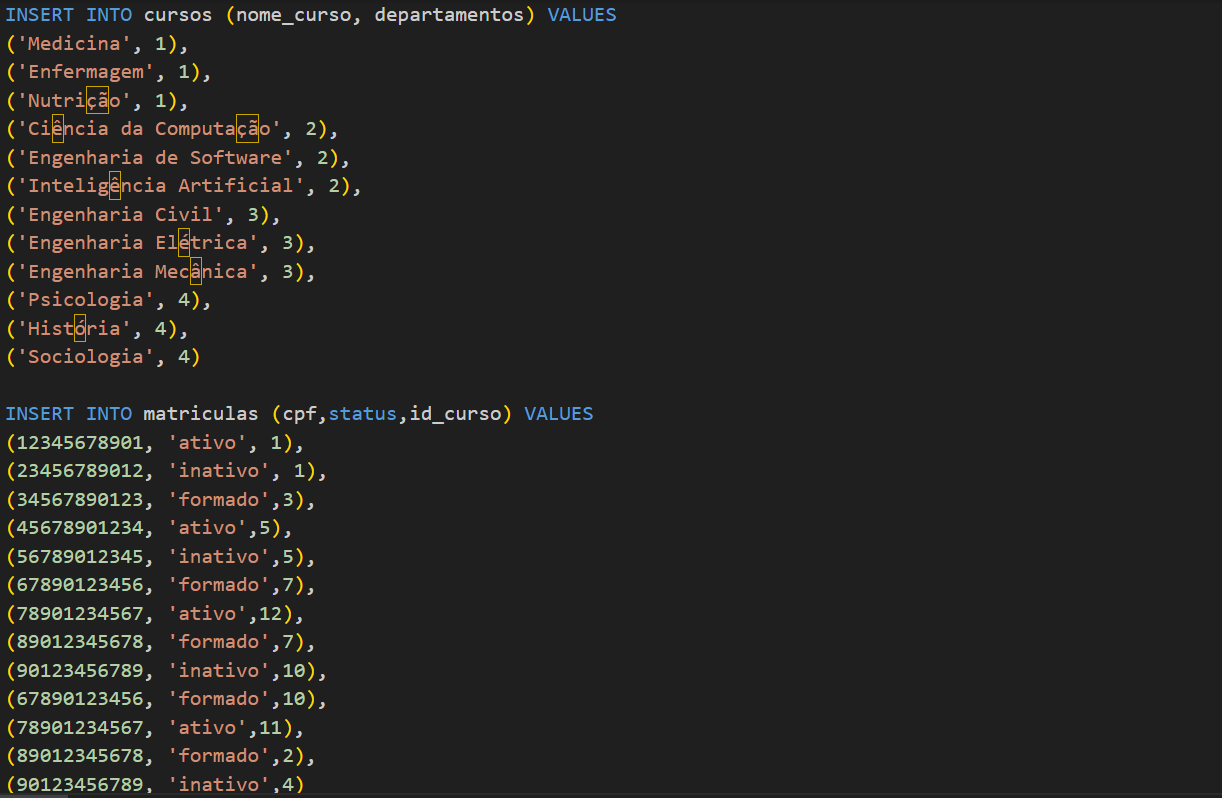 INSERT INTO cursos (nome_curso, departamentos) VALUES
('Medicina', 1),
('Enfermagem', 1),
('Nutrição', 1),
('Ciência da Computação', 2),
('Engenharia de Software', 2),
('Inteligência Artificial', 2),
('Engenharia Civil', 3),
('Engenharia Elétrica', 3),
('Engenharia Mecânica', 3),
('Psicologia', 4),
('História', 4),
('Sociologia', 4)
INSERT INTO matriculas (cpf,status,id_curso) VALUES
(12345678901, 'ativo', 1),
(23456789012, 'inativo', 1),
(34567890123, 'formado',3),
(45678901234, 'ativo',5),
(56789012345, 'inativo',5),
(67890123456, 'formado',7),
(78901234567, 'ativo',12),
(89012345678, 'formado',7),
(90123456789, 'inativo',10),
(67890123456, 'formado',10),
(78901234567, 'ativo',11),
(89012345678, 'formado',2),
(90123456789, 'inativo',4)